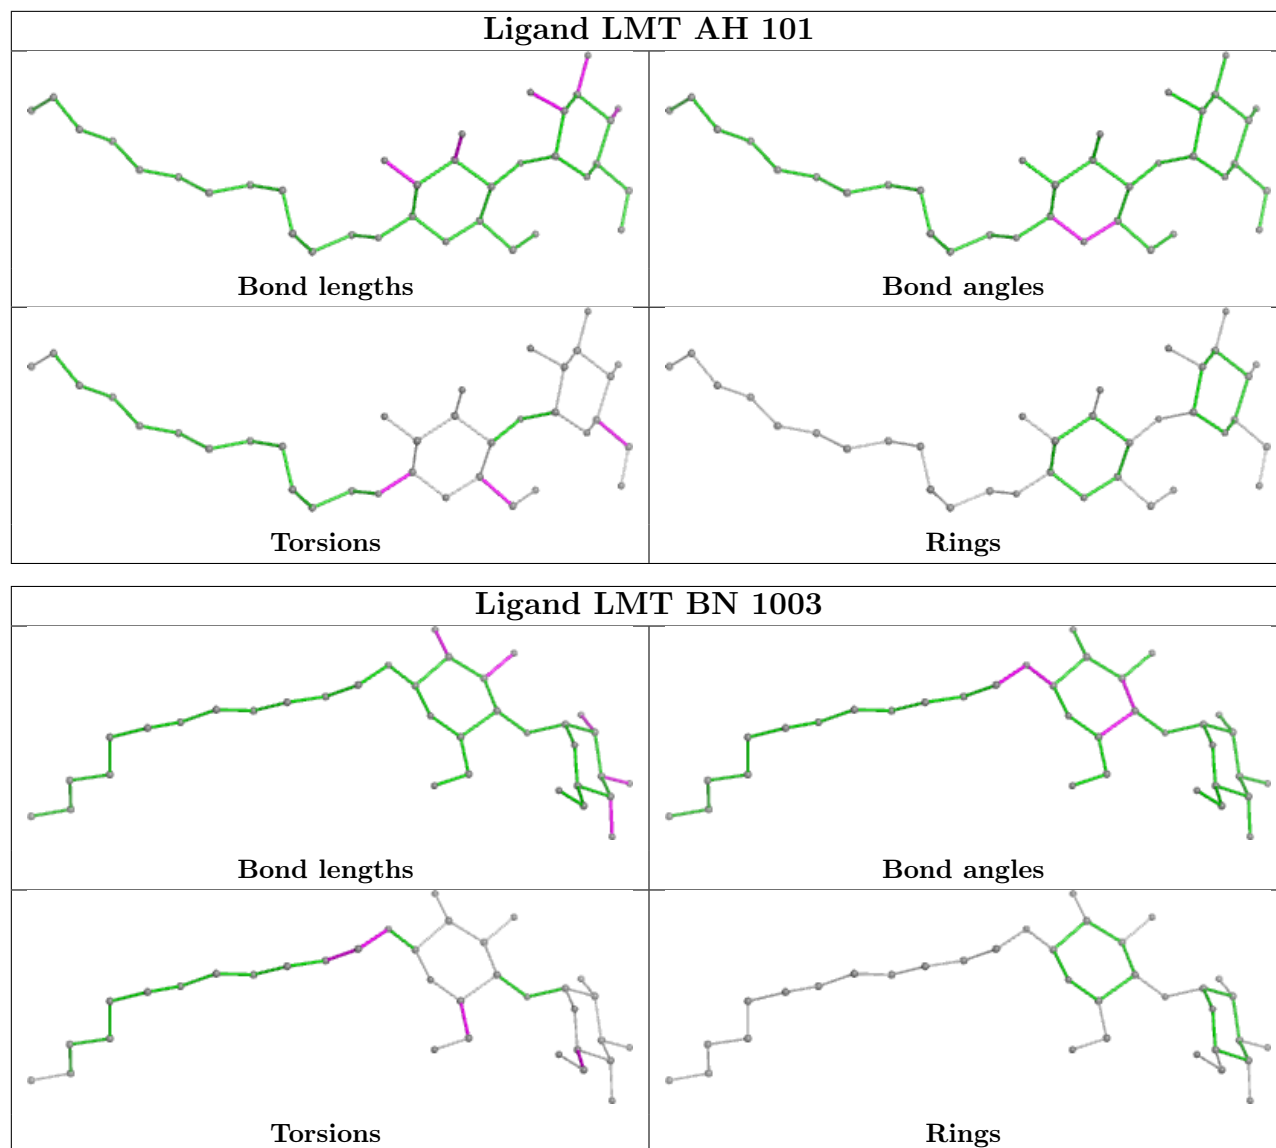 Ligand LMT AH 101
Bond lengths
Bond angles
Torsions
Rings
Ligand LMT BN 1003
Bond lengths
Bond angles
Torsions
Rings